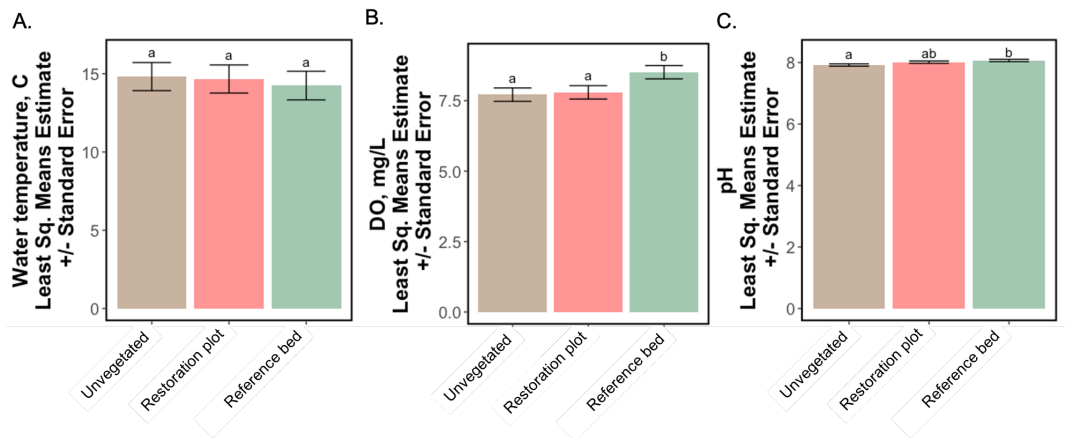 A.
Water temperature, C
Least Sq. Means Estimate
+/- Standard Error
15
10
5
0
a
a
a
Unvegetated
Restoration plot
Reference bed
B.
DO, mg/L
Least Sq. Means Estimate
+/- Standard Error
7.5
5.0
2.5
0.0
a
a
b
Unvegetated
Restoration plot
Reference bed
C.
pH
Least Sq. Means Estimate
+/- Standard Error
8
6
4
2
0
a
ab
b
Unvegetated
Restoration plot
Reference bed